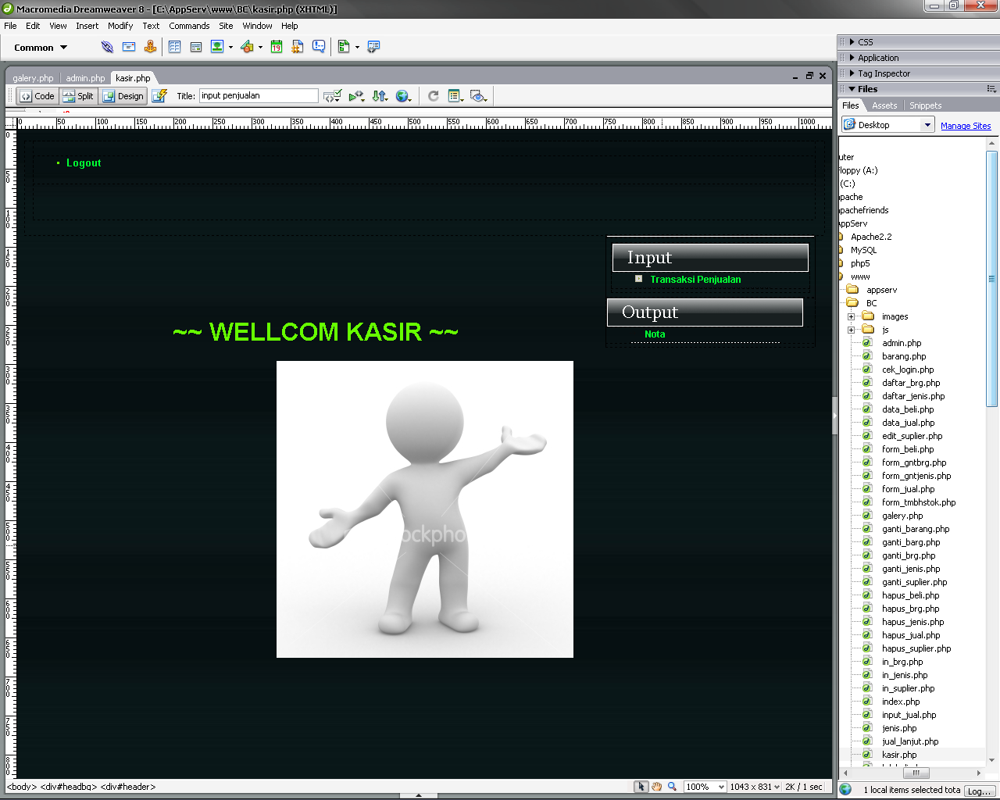 Macromedia Dreamweaver 8 - [C:\AppServ\www\BC\kasir.php (XHTML)]
File Edit View Insert Modify Text Commands Site Window Help
Common
galery.php admin.php kasir.php
Code Split Design Title: input penjualan
0 50 100 150 200 250 300 350 400 450 500 550 600 650 700 750 800 850 900 950 1000
Logout
Input
Transaksi Penjualan
Output
Nota
~~ WELLCOM KASIR ~~
ockpho
<body> <div#headbg> <div#header>
100% 1043 x 831 2K / 1 sec
CSS
Application
Tag Inspector
Files
Files Assets Snippets
Desktop Manage Sites
uter
floppy (A:)
(C:)
apache
apachefriends
AppServ
Apache2.2
MySQL
php5
www
appserv
BC
images
js
admin.php
barang.php
cek_login.php
daftar_brg.php
daftar_jenis.php
data_beli.php
data_jual.php
edit_suplier.php
form_beli.php
form_gntbrg.php
form_gntjenis.php
form_jual.php
form_tmbhstok.php
galery.php
ganti_barang.php
ganti_barg.php
ganti_brg.php
ganti_jenis.php
ganti_suplier.php
hapus_beli.php
hapus_brg.php
hapus_jenis.php
hapus_jual.php
hapus_suplier.php
in_brg.php
in_jenis.php
in_suplier.php
index.php
input_jual.php
jenis.php
jual_lanjut.php
kasir.php
1 local items selected tota Log...